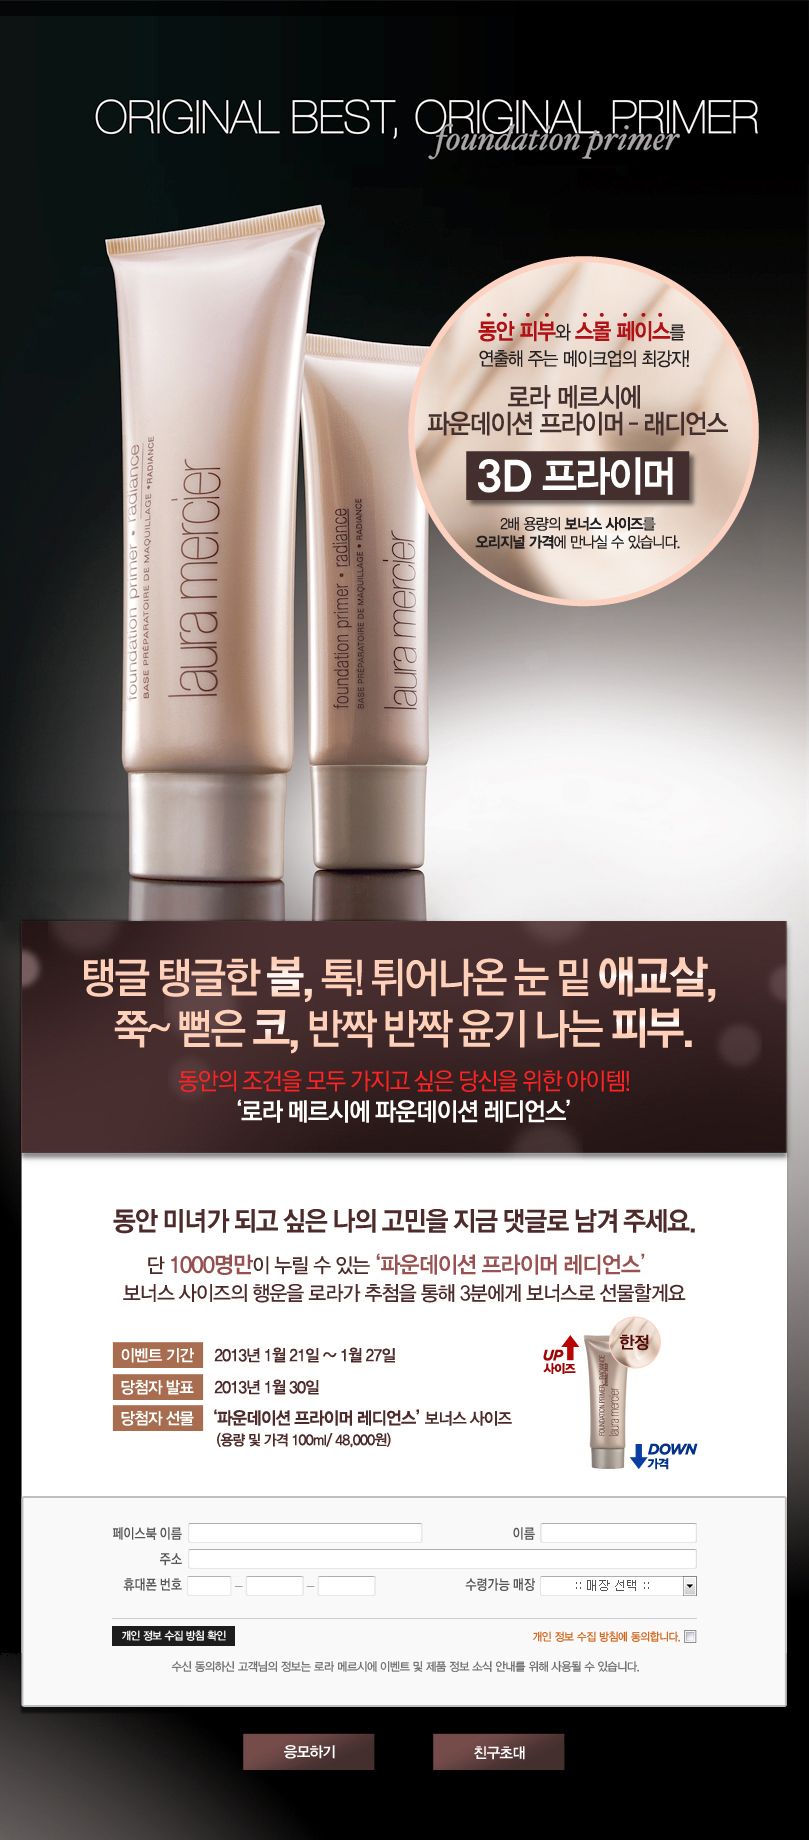 ORIGINAL BEST, ORIGINAL PRIMER
foundation primer
동안 피부와 스몰 페이스를
연출해 주는 메이크업의 최강자!
로라 메르시에
파운데이션 프라이머 - 래디언스
3D 프라이머
2배 용량의 보너스 사이즈를
오리지널 가격에 만나실 수 있습니다.
foundation primer • radiance
BASE PRÉPARATOIRE DE MAQUILLAGE • RADIANCE
laura mercier
foundation primer • radiance
BASE PRÉPARATOIRE DE MAQUILLAGE • RADIANCE
laura mercier
탱글 탱글한 볼, 톡! 튀어나온 눈 밑 애교살,
쭉~ 뻗은 코, 반짝 반짝 윤기 나는 피부.
동안의 조건을 모두 가지고 싶은 당신을 위한 아이템!
‘로라 메르시에 파운데이션 레디언스’
동안 미녀가 되고 싶은 나의 고민을 지금 댓글로 남겨 주세요.
단 1000명만이 누릴 수 있는 ‘파운데이션 프라이머 레디언스’
보너스 사이즈의 행운을 로라가 추첨을 통해 3분에게 보너스로 선물할게요
이벤트 기간 2013년 1월 21일 ~ 1월 27일
당첨자 발표 2013년 1월 30일
당첨자 선물 ‘파운데이션 프라이머 레디언스’ 보너스 사이즈
(용량 및 가격 100ml/ 48,000원)
UP
사이즈
한정
FOUNDATION PRIMER • RADIANCE
laura mercier
DOWN
가격
페이스북 이름 이름
주소
휴대폰 번호 – – 수령가능 매장 :: 매장 선택 ::
개인 정보 수집 방침 확인 개인 정보 수집 방침에 동의합니다.
수신 동의하신 고객님의 정보는 로라 메르시에 이벤트 및 제품 정보 소식 안내를 위해 사용될 수 있습니다.
응모하기 친구초대